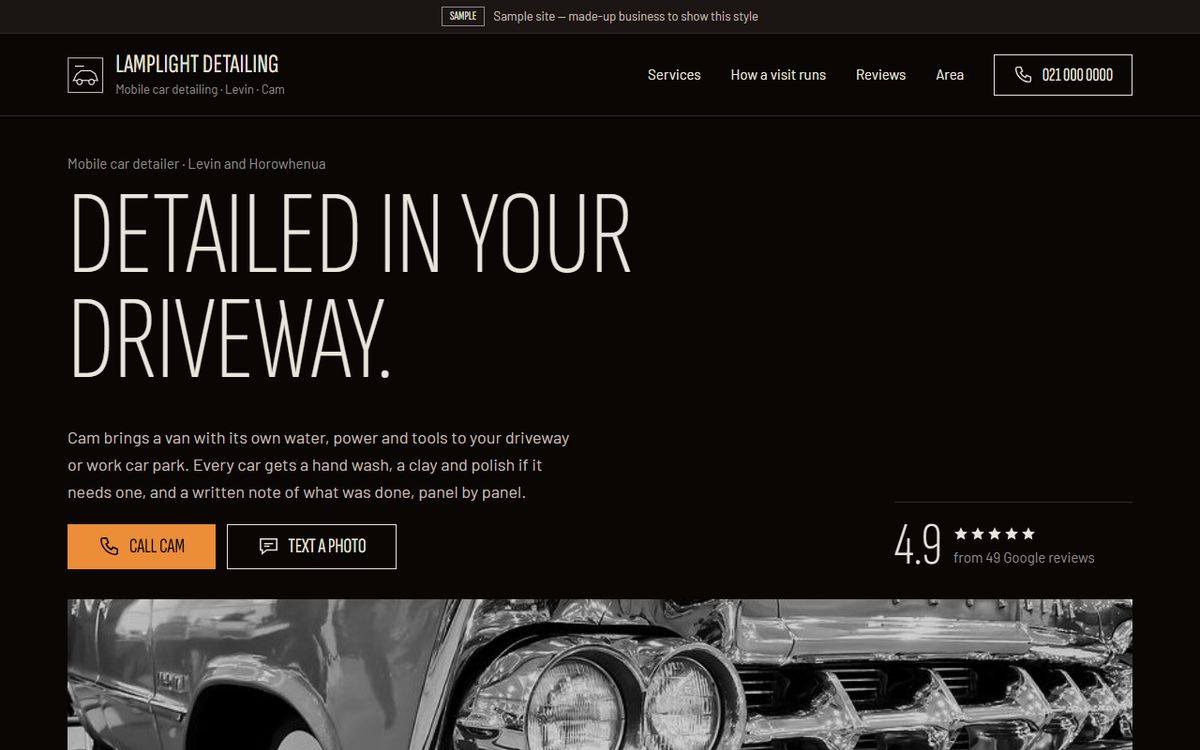 SAMPLE Sample site — made-up business to show this style
LAMPLIGHT DETAILING
Mobile car detailing · Levin · Cam
Services How a visit runs Reviews Area 021 000 0000
Mobile car detailer · Levin and Horowhenua
DETAILED IN YOUR
DRIVEWAY.
Cam brings a van with its own water, power and tools to your driveway
or work car park. Every car gets a hand wash, a clay and polish if it
needs one, and a written note of what was done, panel by panel.
CALL CAM TEXT A PHOTO
4.9
from 49 Google reviews